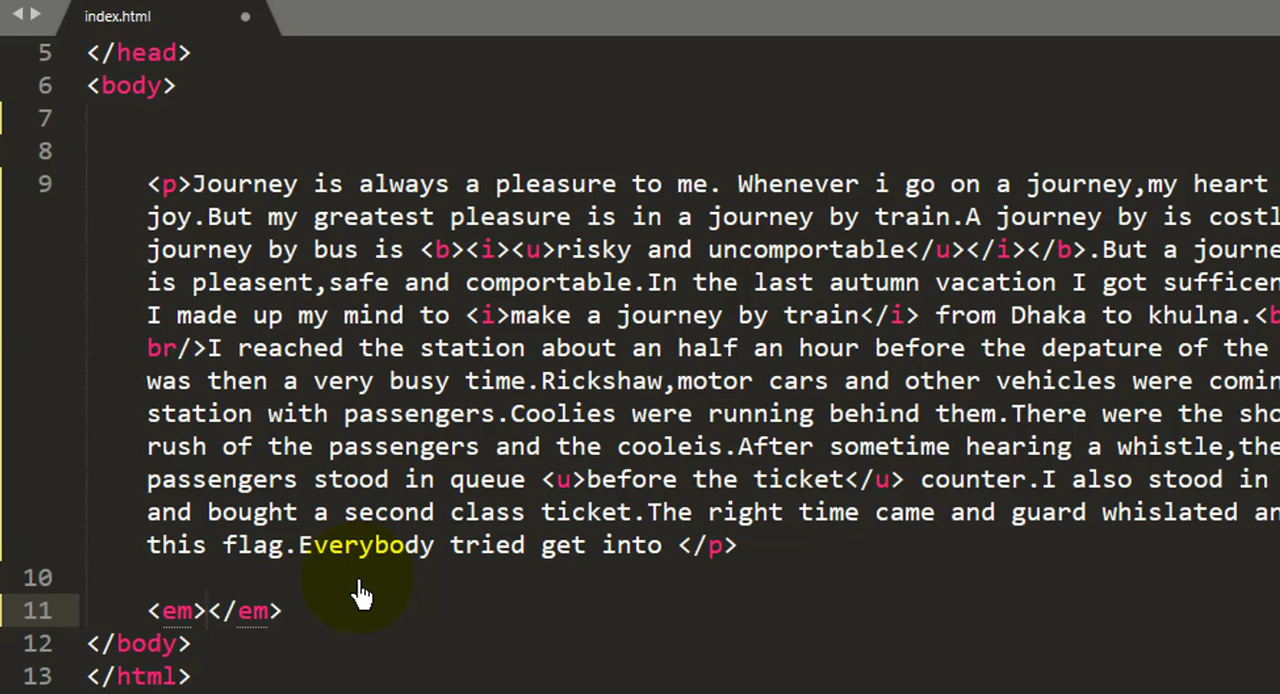 index.html
5 </head>
6 <body>
7
8
9 <p>Journey is always a pleasure to me. Whenever i go on a journey,my heart
joy.But my greatest pleasure is in a journey by train.A journey by is costl
journey by bus is <b><i><u>risky and uncomportable</u></i></b>.But a journe
is pleasent,safe and comportable.In the last autumn vacation I got sufficen
I made up my mind to <i>make a journey by train</i> from Dhaka to khulna.<b
br/>I reached the station about an half an hour before the depature of the
was then a very busy time.Rickshaw,motor cars and other vehicles were comin
station with passengers.Coolies were running behind them.There were the sho
rush of the passengers and the cooleis.After sometime hearing a whistle,the
passengers stood in queue <u>before the ticket</u> counter.I also stood in
and bought a second class ticket.The right time came and guard whislated an
this flag.Everybody tried get into </p>
10
11 <em></em>
12 </body>
13 </html>